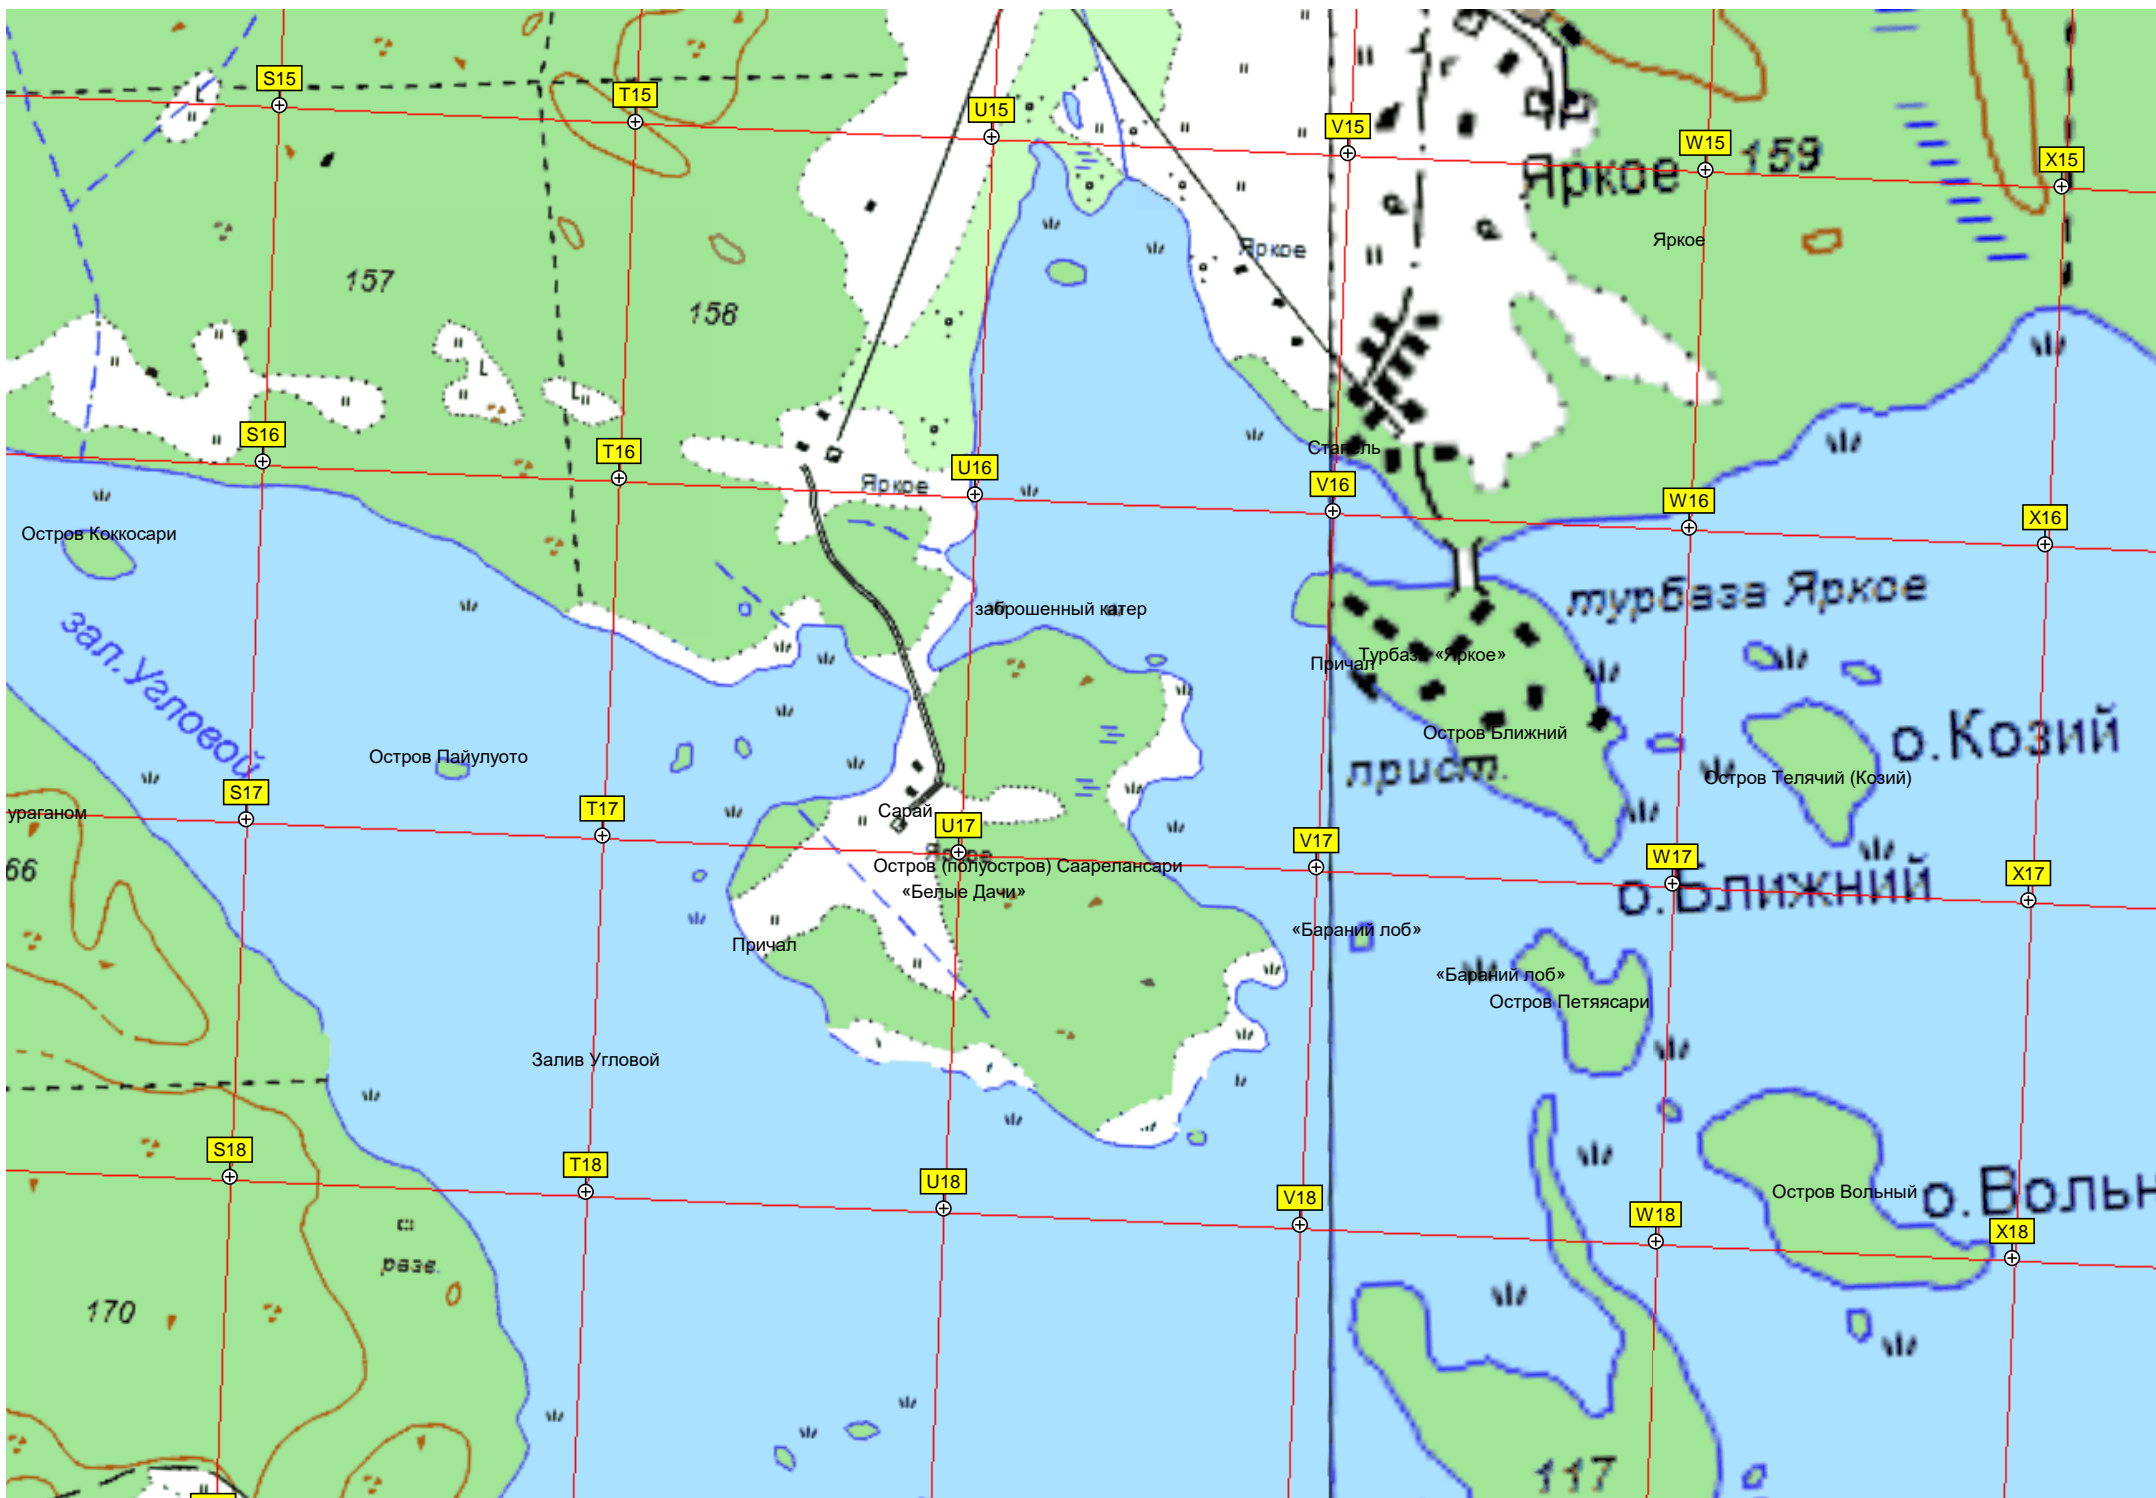 S15
T15
U15
V15
W15
X15
159
Яркое
Яркое
Яркое
157
158
L
L
L
S16
T16
U16
V16
W16
X16
Стапель
Яркое
Остров Коккосари
заброшенный катер
турбаза Яркое
зал.Угловой
Причал
Турбаза «Яркое»
Остров Ближний
о.Козий
Остров Пайулуото
прист.
Остров Телячий (Козий)
S17
T17
U17
V17
W17
X17
ураганом
Сарай
Яркое
66
Остров (полуостров) Саарелансари
«Белые Дачи»
о.Ближний
Причал
«Бараний лоб»
«Бараний лоб»
Остров Петяясари
Залив Угловой
S18
T18
U18
V18
W18
X18
Остров Вольный
о.Вольн
разв.
170
117